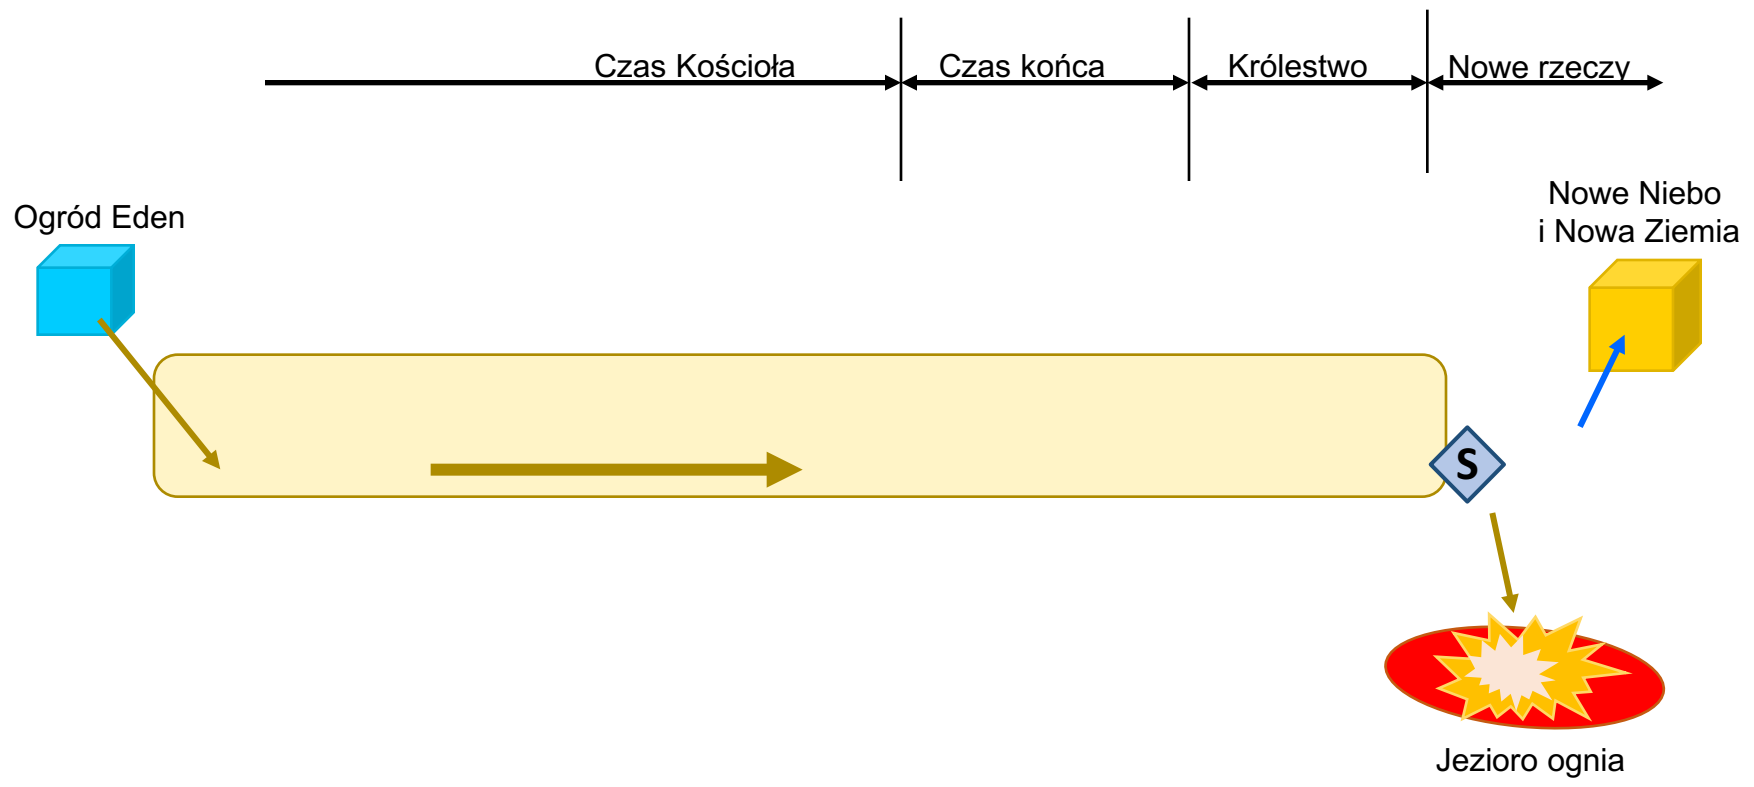 Czas Kościoła
Czas końca
Królestwo
Nowe rzeczy
Ogród Eden
Nowe Niebo
i Nowa Ziemia
S
Jezioro ognia